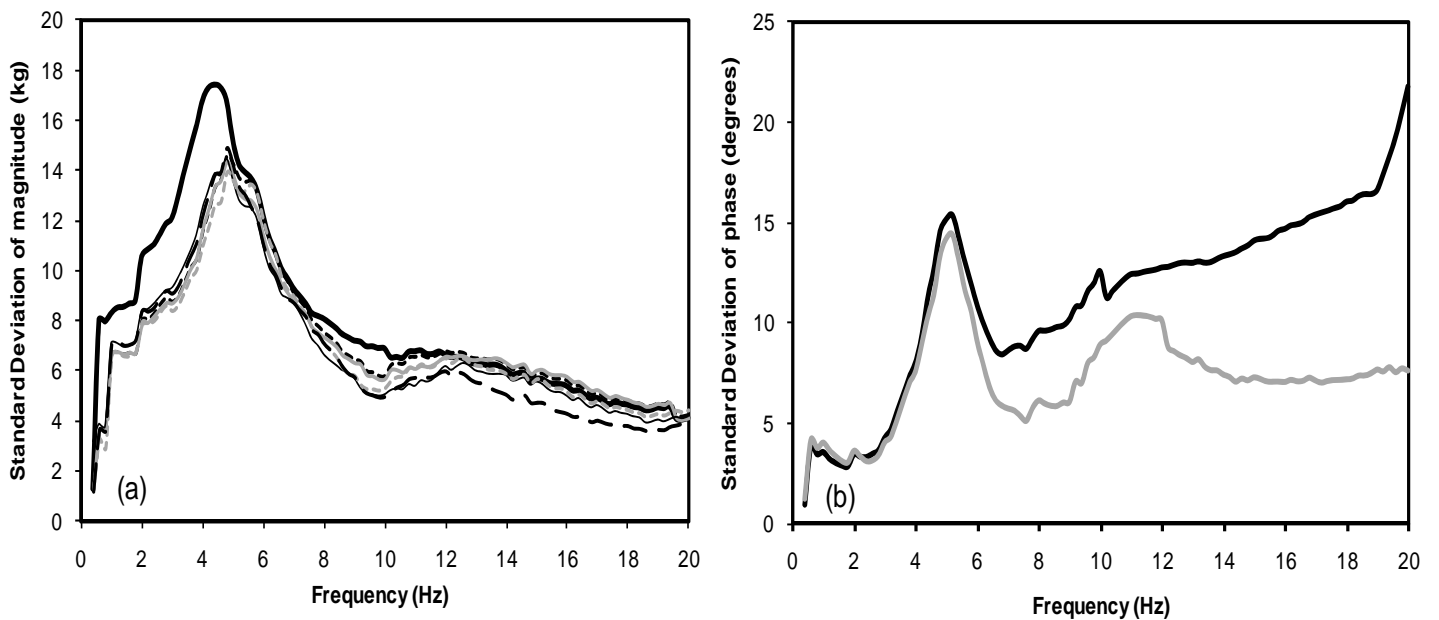 Standard Deviation of magnitude (kg)
20
18
16
14
12
10
8
6
4
2
0
(a)
0 2 4 6 8 10 12 14 16 18 20
Frequency (Hz)
Standard Deviation of phase (degrees)
25
20
15
10
5
0
(b)
0 2 4 6 8 10 12 14 16 18 20
Frequency (Hz)